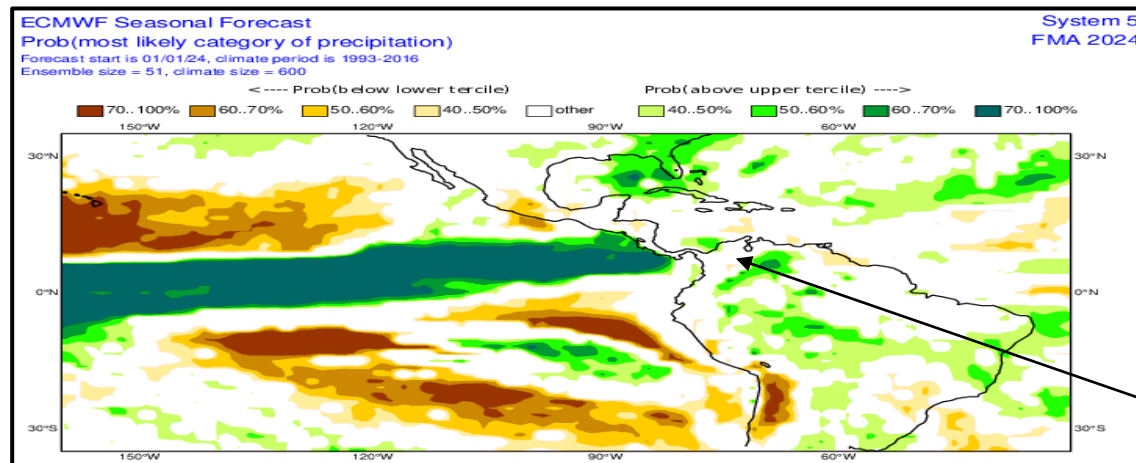 ECMWF Seasonal Forecast System 5
Prob(most likely category of precipitation) FMA 2024
Forecast start is 01/01/24, climate period is 1993-2016
Ensemble size = 51, climate size = 600
<---- Prob(below lower tercile) Prob(above upper tercile) ---->
70..100% 60..70% 50..60% 40..50% other 40..50% 50..60% 60..70% 70..100%
150°W 120°W 90°W 60°W
30°N 30°N
0°N 0°N
30°S 30°S
150°W 120°W 90°W 60°W